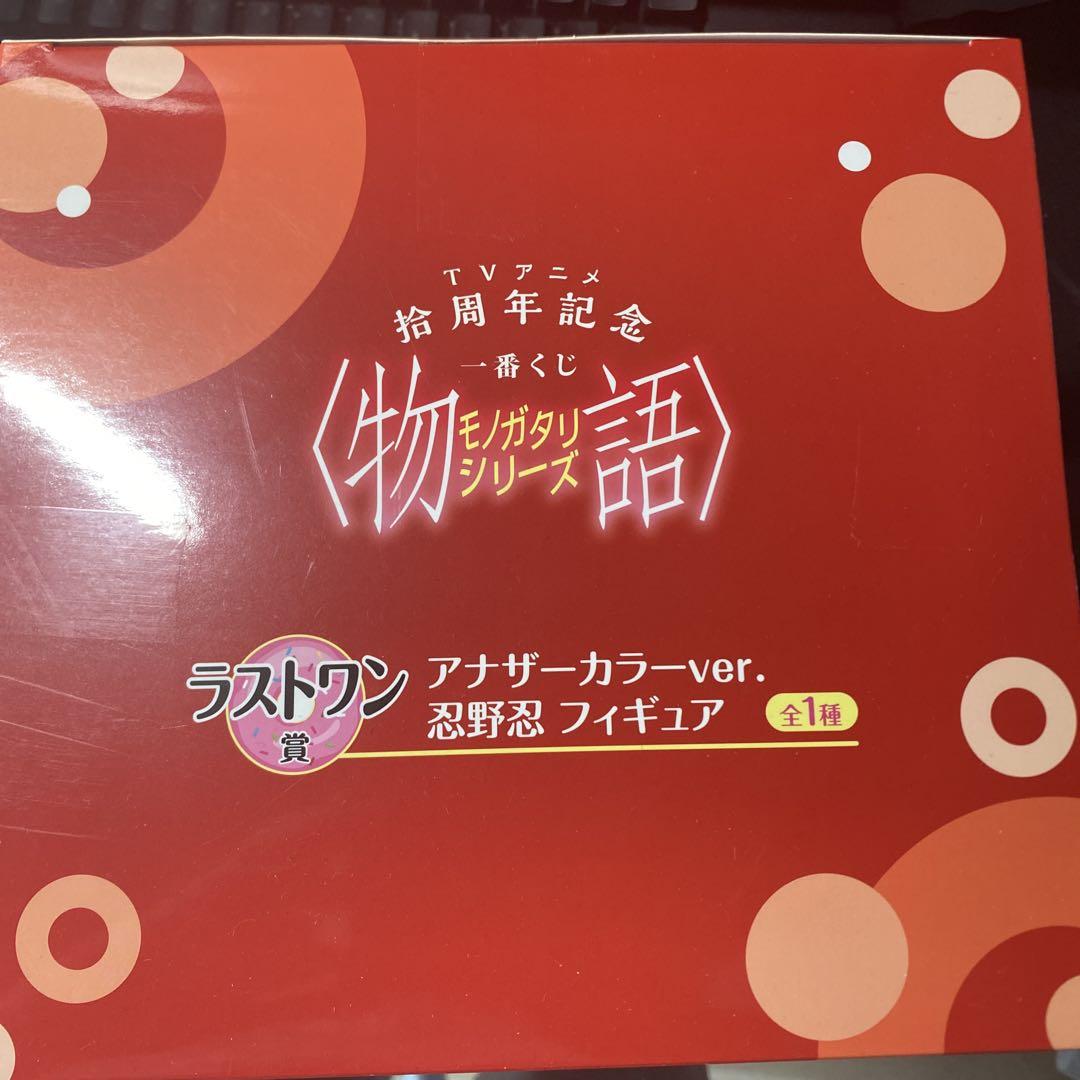 TVアニメ
拾周年記念
一番くじ
〈物語〉
モノガタリ
シリーズ
ラストワン
賞
アナザーカラーver.
忍野忍 フィギュア
全1種